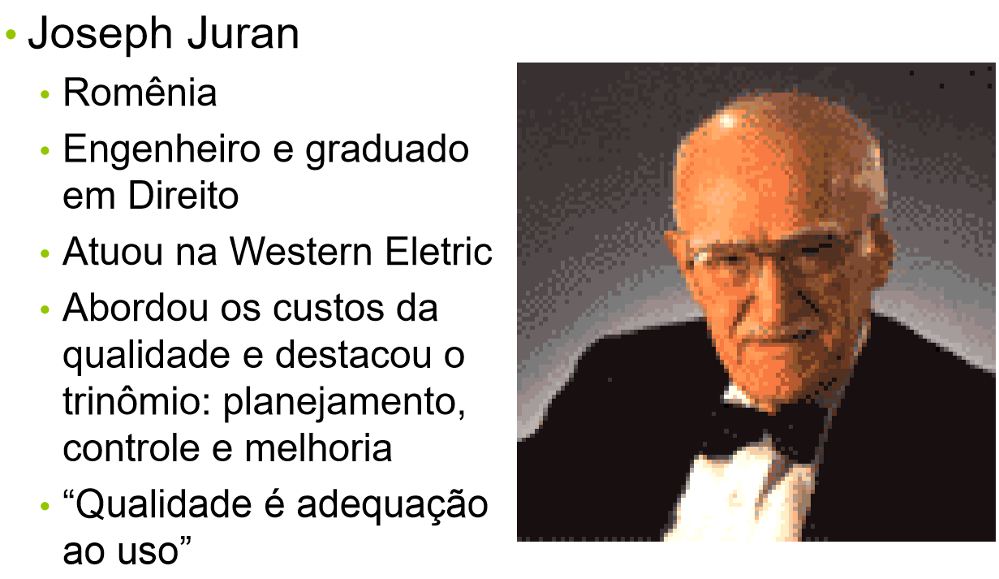 • Joseph Juran
• Romênia
• Engenheiro e graduado
em Direito
• Atuou na Western Eletric
• Abordou os custos da
qualidade e destacou o
trinômio: planejamento,
controle e melhoria
• “Qualidade é adequação
ao uso”